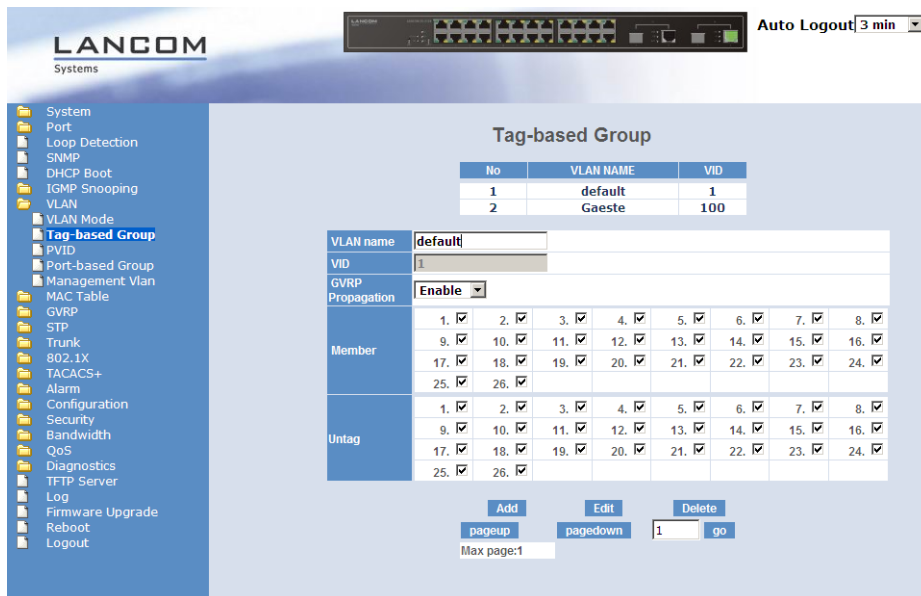 LANCOM
Systems
LANCOM
Auto Logout 3 min
System
Port
Loop Detection
SNMP
DHCP Boot
IGMP Snooping
VLAN
VLAN Mode
Tag-based Group
PVID
Port-based Group
Management Vlan
MAC Table
GVRP
STP
Trunk
802.1X
TACACS+
Alarm
Configuration
Security
Bandwidth
QoS
Diagnostics
TFTP Server
Log
Firmware Upgrade
Reboot
Logout
Tag-based Group
No VLAN NAME VID
1 default 1
2 Gaeste 100
VLAN name default
VID 1
GVRP Propagation Enable
Member
1. 2. 3. 4. 5. 6. 7. 8.
9. 10. 11. 12. 13. 14. 15. 16.
17. 18. 19. 20. 21. 22. 23. 24.
25. 26.
Untag
1. 2. 3. 4. 5. 6. 7. 8.
9. 10. 11. 12. 13. 14. 15. 16.
17. 18. 19. 20. 21. 22. 23. 24.
25. 26.
Add Edit Delete
pageup pagedown 1 go
Max page:1